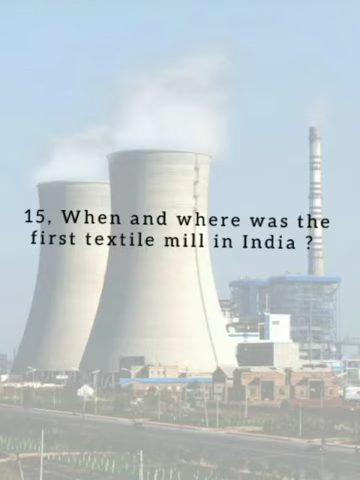 15, When and where was the
first textile mill in India ?